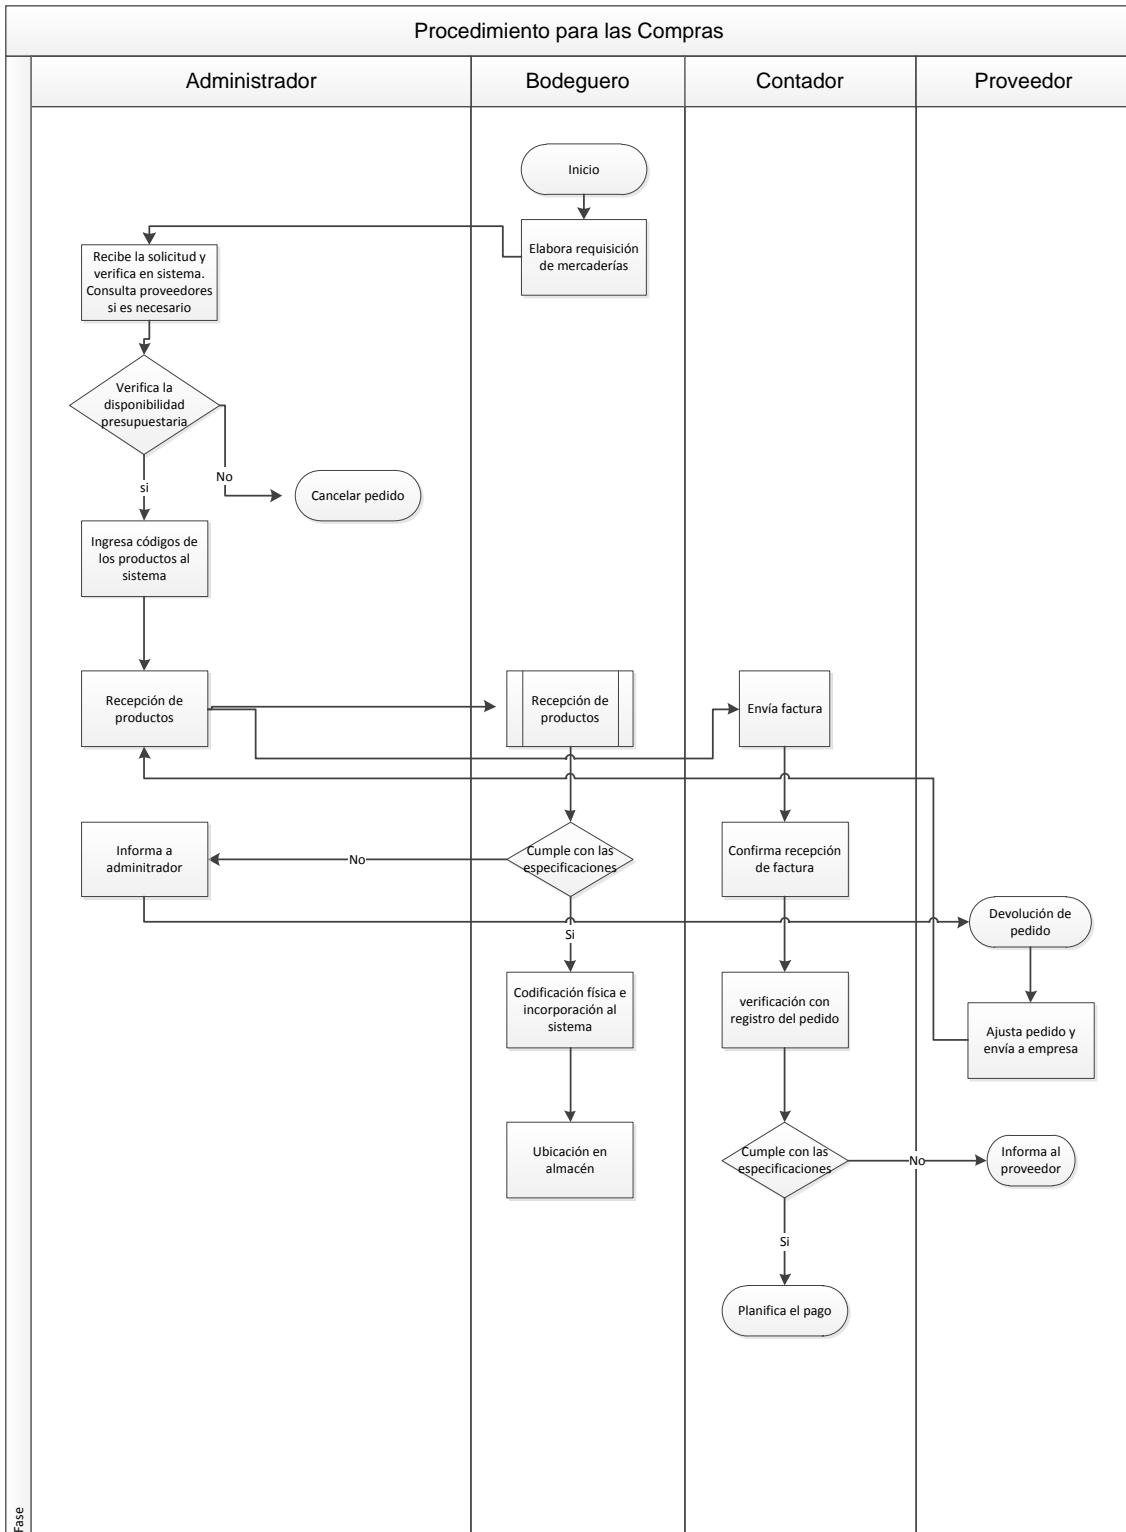 Procedimiento para las Compras
Administrador
Bodeguero
Contador
Proveedor
Inicio
Elabora requisición
de mercaderías
Recibe la solicitud y
verifica en sistema.
Consulta proveedores
si es necesario
Verifica la
disponibilidad
presupuestaria
No
si
Cancelar pedido
Ingresa códigos de
los productos al
sistema
Recepción de
productos
Recepción de
productos
Envía factura
Informa a
adminitrador
No
Cumple con las
especificaciones
Confirma recepción
de factura
Devolución de
pedido
Si
Codificación física e
incorporación al
sistema
verificación con
registro del pedido
Ajusta pedido y
envía a empresa
Ubicación en
almacén
Cumple con las
especificaciones
No
Informa al
proveedor
Si
Planifica el pago
Fase